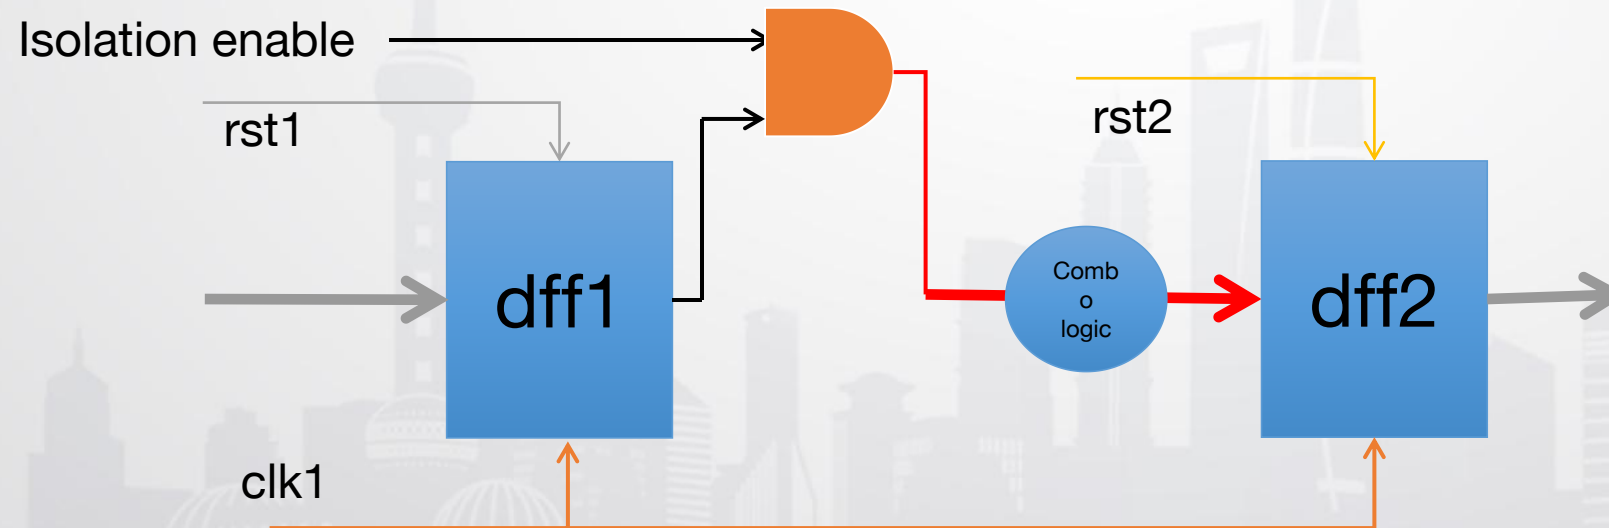 Isolation enable
rst1
rst2
dff1
Comb
o
logic
dff2
clk1